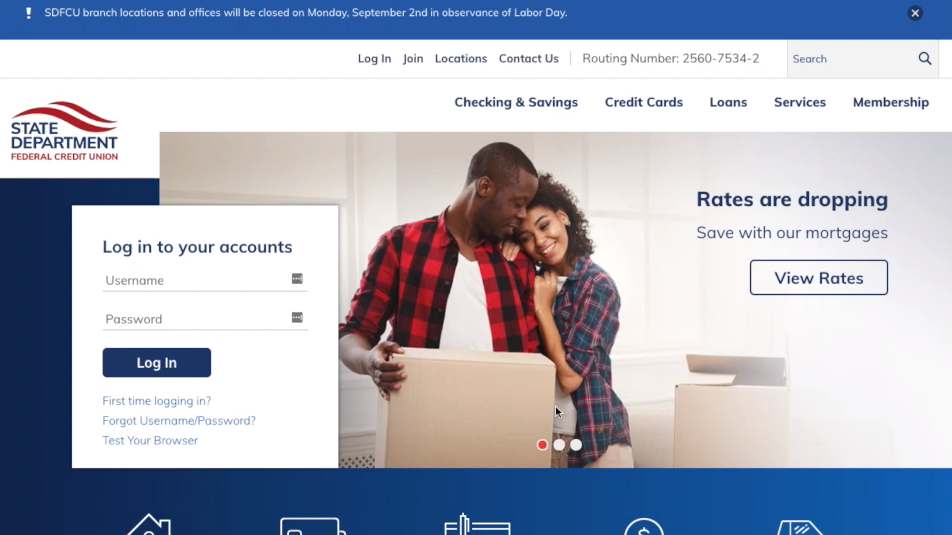 SDFCU branch locations and offices will be closed on Monday, September 2nd in observance of Labor Day.
Log In Join Locations Contact Us Routing Number: 2560-7534-2 Search
Checking & Savings Credit Cards Loans Services Membership
STATE
DEPARTMENT
FEDERAL CREDIT UNION
Rates are dropping
Save with our mortgages
View Rates
Log in to your accounts
Username
Password
Log In
First time logging in?
Forgot Username/Password?
Test Your Browser